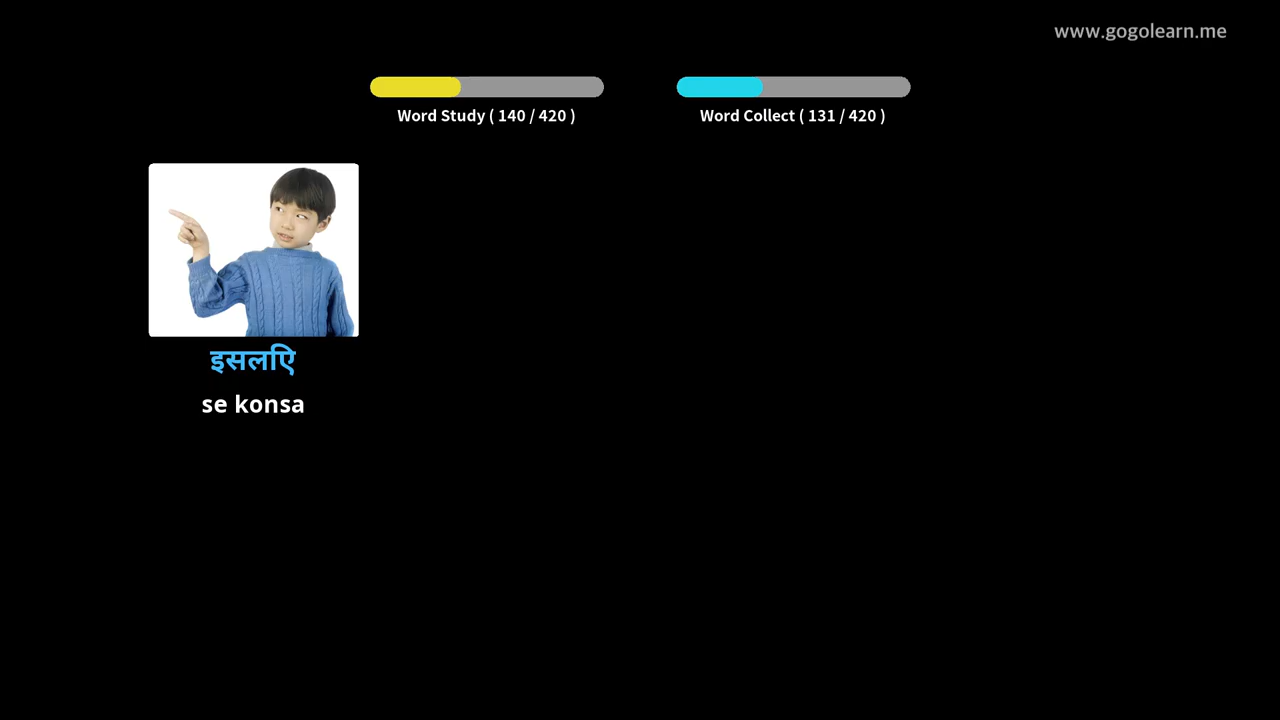 www.gogolearn.me
Word Study ( 140 / 420 )
Word Collect ( 131 / 420 )
इसलिए
se konsa